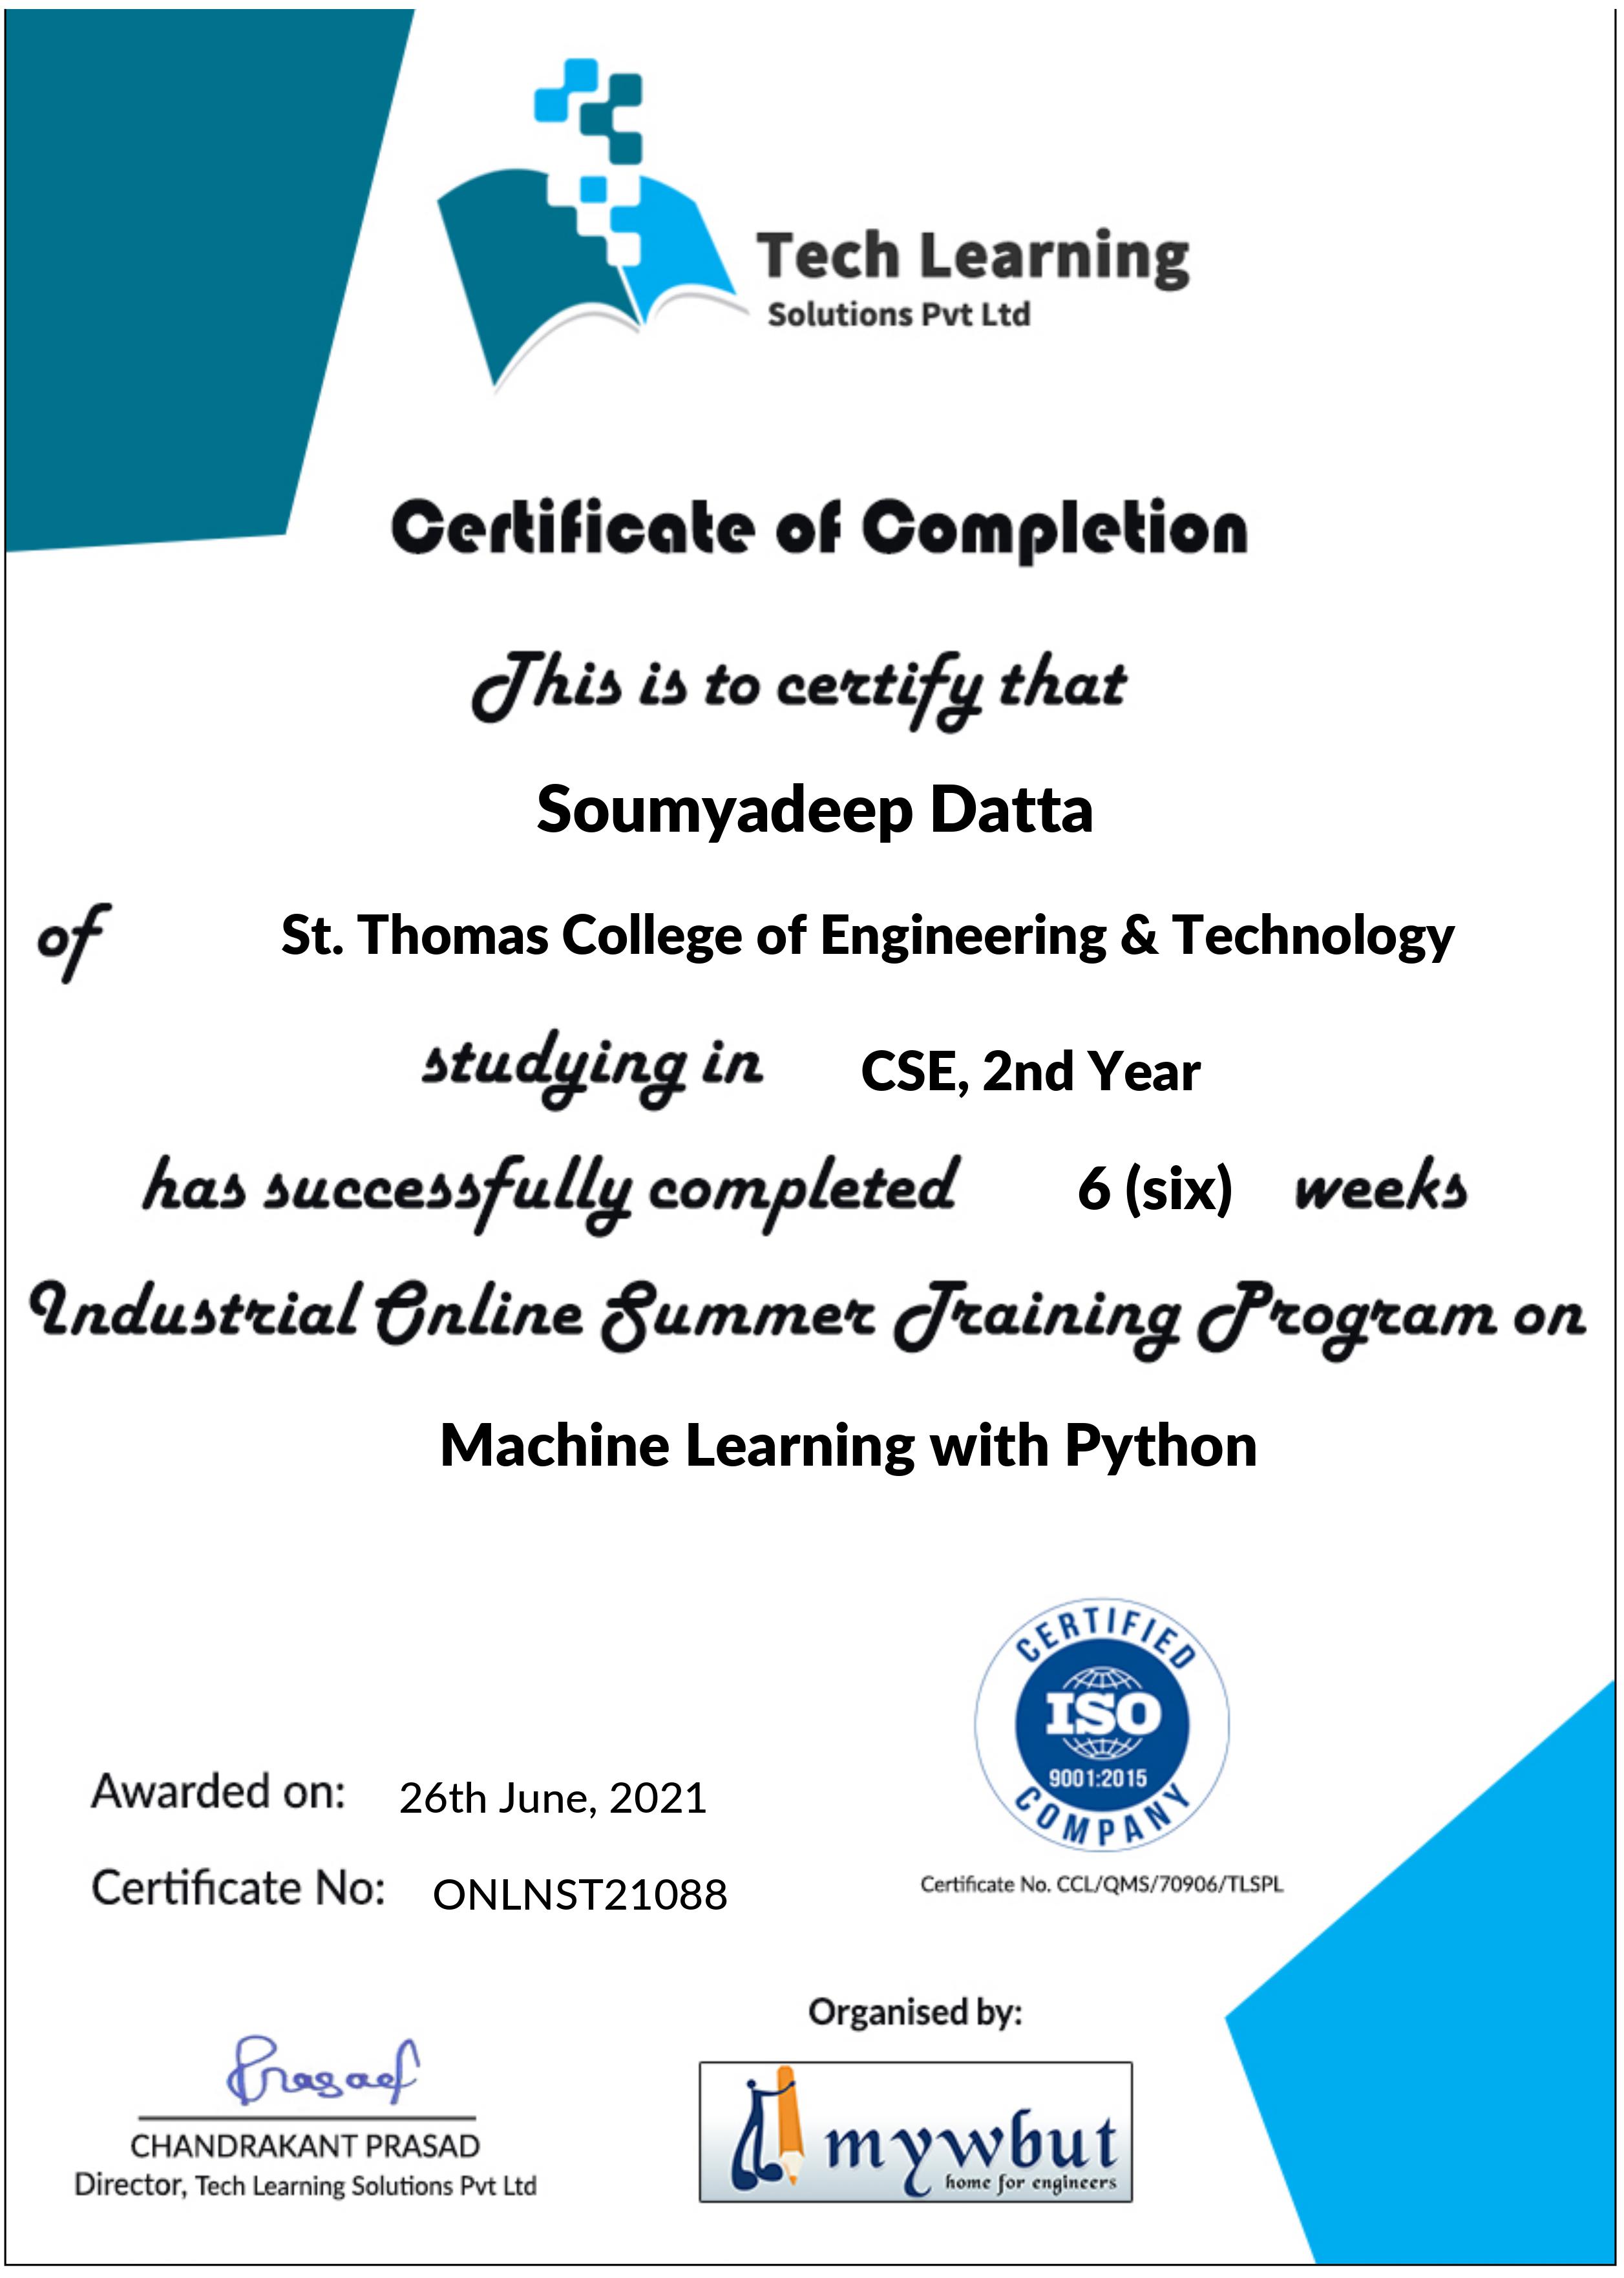 Tech Learning
Solutions Pvt Ltd
Certificate of Completion
This is to certify that
Soumyadeep Datta
of St. Thomas College of Engineering & Technology
studying in CSE, 2nd Year
has successfully completed 6 (six) weeks
Industrial Online Summer Training Program on
Machine Learning with Python
CERTIFIED
ISO
9001:2015
COMPANY
Certificate No. CCL/QMS/70906/TLSPL
Awarded on: 26th June, 2021
Certificate No: ONLNST21088
Prasad
CHANDRAKANT PRASAD
Director, Tech Learning Solutions Pvt Ltd
Organised by:
mywbut
home for engineers